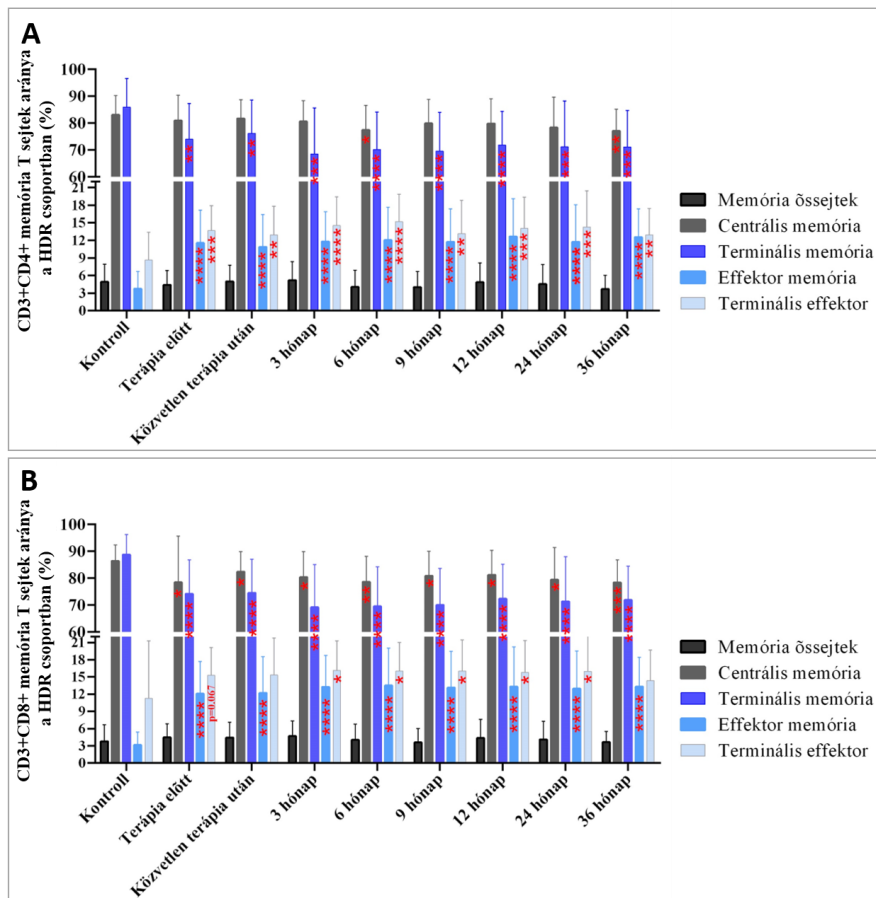 A
CD3+CD4+ memória T sejtek aránya
a HDR csoportban (%)
100
90
80
70
60
21
18
15
12
9
6
3
0
**
**
***
*
****
****
****
***
**
***
****
***
****
**
****
****
****
****
****
***
****
****
****
***
****
**
Kontroll
Terápia előtt
Közvetlen terápia után
3 hónap
6 hónap
9 hónap
12 hónap
24 hónap
36 hónap
Memória õssejtek
Centrális memória
Terminális memória
Effektor memória
Terminális effektor
B
CD3+CD8+ memória T sejtek aránya
a HDR csoportban (%)
100
90
80
70
60
21
18
15
12
9
6
3
0
p=0.067
Kontroll
Terápia előtt
Közvetlen terápia után
3 hónap
6 hónap
9 hónap
12 hónap
24 hónap
36 hónap
Memória õssejtek
Centrális memória
Terminális memória
Effektor memória
Terminális effektor